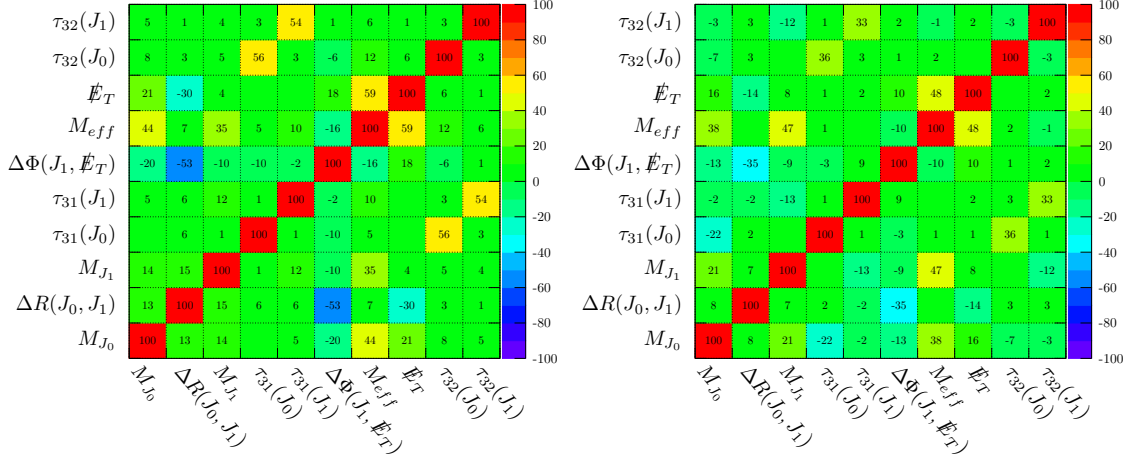 τ32(J1) 5 1 4 3 54 1 6 1 3 100
τ32(J0) 8 3 5 56 3 -6 12 6 100 3
E̸T 21 -30 4 18 59 100 6 1
Meff 44 7 35 5 10 -16 100 59 12 6
ΔΦ(J1, E̸T) -20 -53 -10 -10 -2 100 -16 18 -6 1
τ31(J1) 5 6 12 1 100 -2 10 3 54
τ31(J0) 6 1 100 1 -10 5 56 3
MJ1 14 15 100 1 12 -10 35 4 5 4
ΔR(J0, J1) 13 100 15 6 6 -53 7 -30 3 1
MJ0 100 13 14 5 -20 44 21 8 5
MJ0 ΔR(J0, J1) MJ1 τ31(J0) τ31(J1) ΔΦ(J1, E̸T) Meff E̸T τ32(J0) τ32(J1)
100
80
60
40
20
0
-20
-40
-60
-80
-100
τ32(J1) -3 3 -12 1 33 2 -1 2 -3 100
τ32(J0) -7 3 36 3 1 2 100 -3
E̸T 16 -14 8 1 2 10 48 100 2
Meff 38 47 1 -10 100 48 2 -1
ΔΦ(J1, E̸T) -13 -35 -9 -3 9 100 -10 10 1 2
τ31(J1) -2 -2 -13 1 100 9 2 3 33
τ31(J0) -22 2 100 1 -3 1 1 36 1
MJ1 21 7 100 -13 -9 47 8 -12
ΔR(J0, J1) 8 100 7 2 -2 -35 -14 3 3
MJ0 100 8 21 -22 -2 -13 38 16 -7 -3
MJ0 ΔR(J0, J1) MJ1 τ31(J0) τ31(J1) ΔΦ(J1, E̸T) Meff E̸T τ32(J0) τ32(J1)
100
80
60
40
20
0
-20
-40
-60
-80
-100